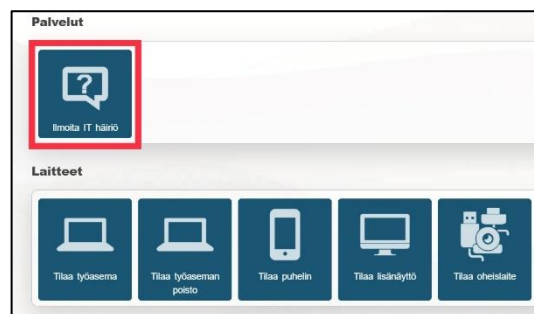 Palvelut
?
Ilmoita IT häiriö
Laitteet
Tilaa työasema
Tilaa työaseman
poisto
Tilaa puhelin
Tilaa lisänäyttö
Tilaa oheislaite